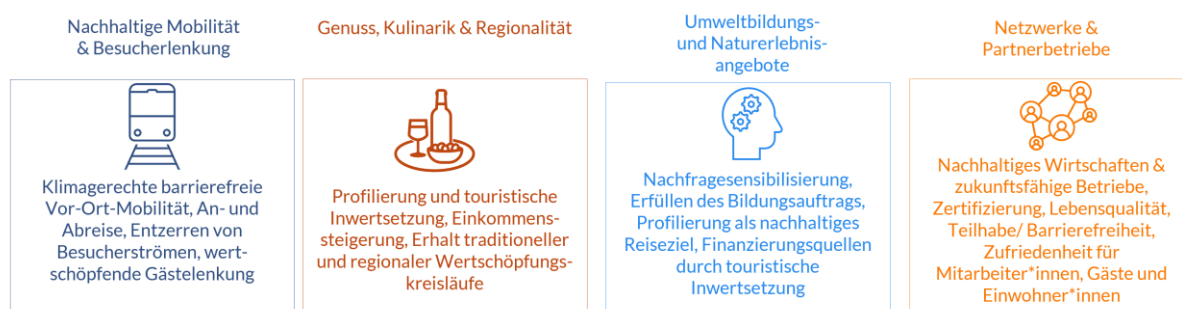 Nachhaltige Mobilität
& Besucherlenkung
Klimagerechte barrierefreie
Vor-Ort-Mobilität, An- und
Abreise, Entzerren von
Besucherströmen, wert-
schöpfende Gästelenkung
Genuss, Kulinarik & Regionalität
Profilierung und touristische
Inwertsetzung, Einkommens-
steigerung, Erhalt traditioneller
und regionaler Wertschöpfungs-
kreisläufe
Umweltbildungs-
und Naturerlebnis-
angebote
Nachfragesensibilisierung,
Erfüllen des Bildungsauftrags,
Profilierung als nachhaltiges
Reiseziel, Finanzierungsquellen
durch touristische
Inwertsetzung
Netzwerke &
Partnerbetriebe
Nachhaltiges Wirtschaften &
zukunftsfähige Betriebe,
Zertifizierung, Lebensqualität,
Teilhabe/ Barrierefreiheit,
Zufriedenheit für
Mitarbeiter*innen, Gäste und
Einwohner*innen